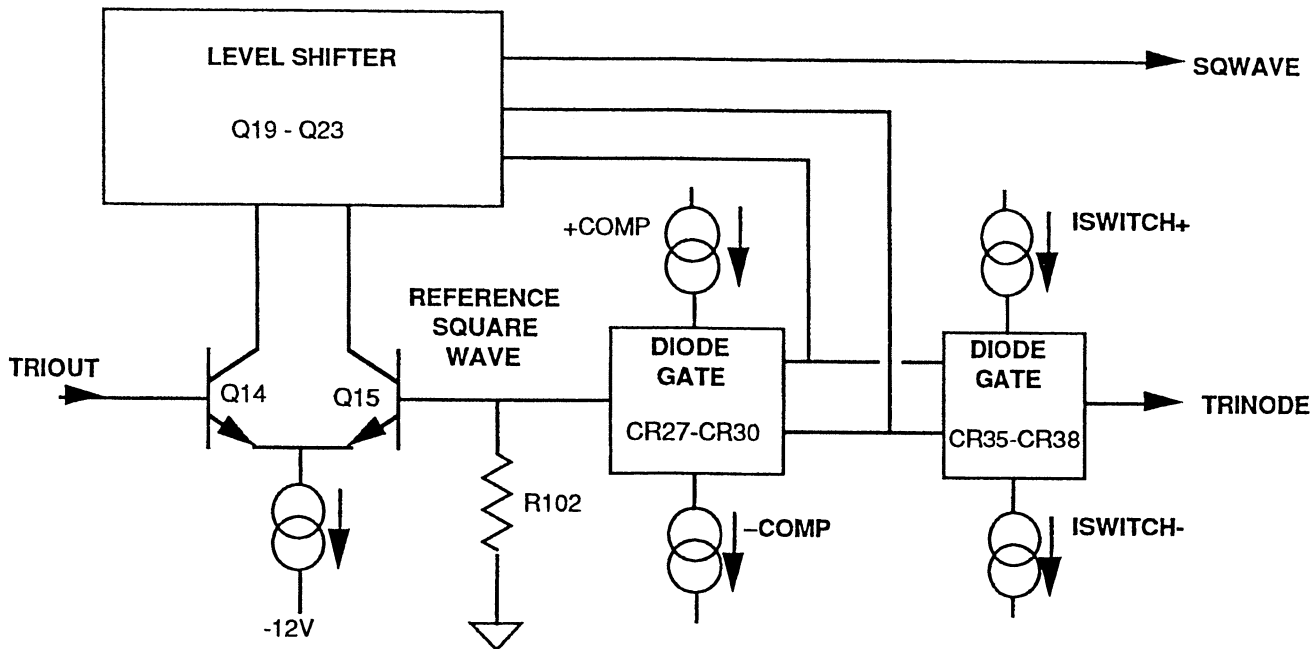 LEVEL SHIFTER
Q19 - Q23
SQWAVE
+COMP
ISWITCH+
REFERENCE
SQUARE
WAVE
TRIOUT
Q14
Q15
DIODE
GATE
CR27-CR30
DIODE
GATE
CR35-CR38
TRINODE
R102
–COMP
ISWITCH-
-12V